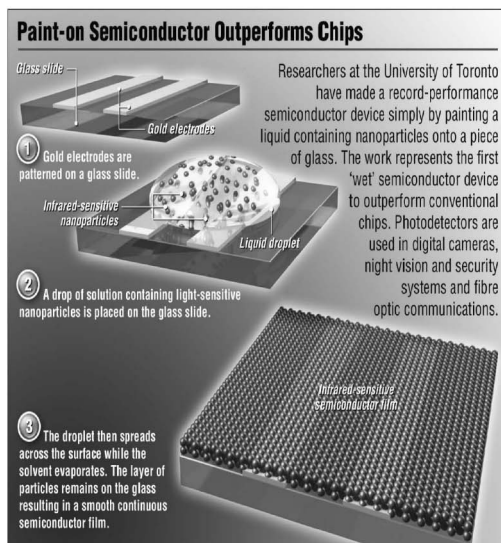 Paint-on Semiconductor Outperforms Chips
Glass slide
Gold electrodes
1 Gold electrodes are
patterned on a glass slide.
Researchers at the University of Toronto
have made a record-performance
semiconductor device simply by painting a
liquid containing nanoparticles onto a piece
of glass. The work represents the first
‘wet’ semiconductor device
to outperform conventional
chips. Photodetectors are
used in digital cameras,
night vision and security
systems and fibre
optic communications.
Infrared-sensitive
nanoparticles
Liquid droplet
2 A drop of solution containing light-sensitive
nanoparticles is placed on the glass slide.
Infrared-sensitive
semiconductor film
3 The droplet then spreads
across the surface while the
solvent evaporates. The layer of
particles remains on the glass
resulting in a smooth continuous
semiconductor film.